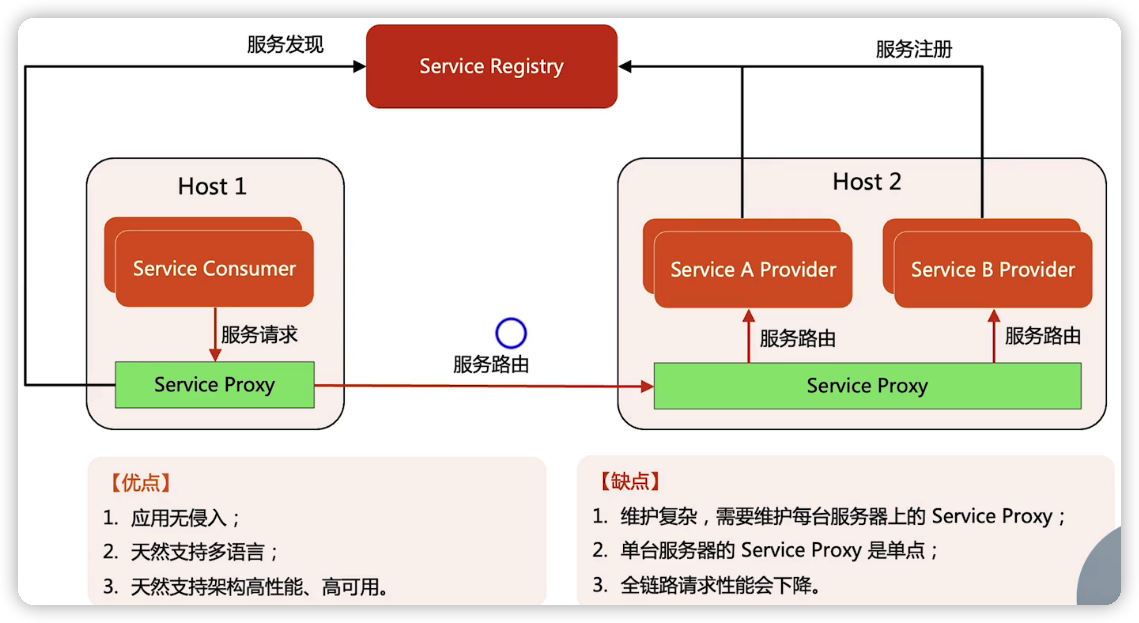 服务发现
Service Registry
服务注册
Host 1
Service Consumer
服务请求
Service Proxy
服务路由
Host 2
Service A Provider
Service B Provider
服务路由
服务路由
Service Proxy
【优点】
1. 应用无侵入；
2. 天然支持多语言；
3. 天然支持架构高性能、高可用。
【缺点】
1. 维护复杂，需要维护每台服务器上的 Service Proxy；
2. 单台服务器的 Service Proxy 是单点；
3. 全链路请求性能会下降。